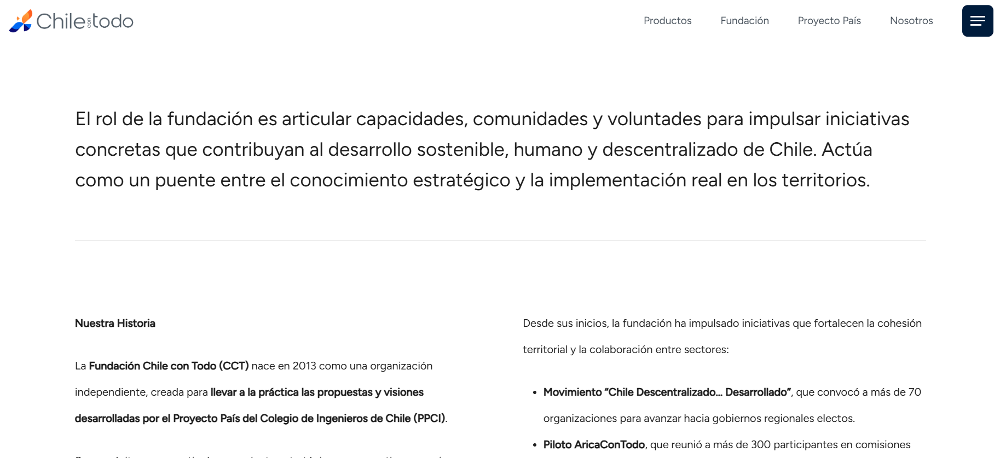 Chile con todo
Productos
Fundación
Proyecto País
Nosotros
El rol de la fundación es articular capacidades, comunidades y voluntades para impulsar iniciativas
concretas que contribuyan al desarrollo sostenible, humano y descentralizado de Chile. Actúa
como un puente entre el conocimiento estratégico y la implementación real en los territorios.
Nuestra Historia
La Fundación Chile con Todo (CCT) nace en 2013 como una organización
independiente, creada para llevar a la práctica las propuestas y visiones
desarrolladas por el Proyecto País del Colegio de Ingenieros de Chile (PPCI).
Desde sus inicios, la fundación ha impulsado iniciativas que fortalecen la cohesión
territorial y la colaboración entre sectores:
• Movimiento “Chile Descentralizado… Desarrollado”, que convocó a más de 70
organizaciones para avanzar hacia gobiernos regionales electos.
• Piloto AricaConTodo, que reunió a más de 300 participantes en comisiones